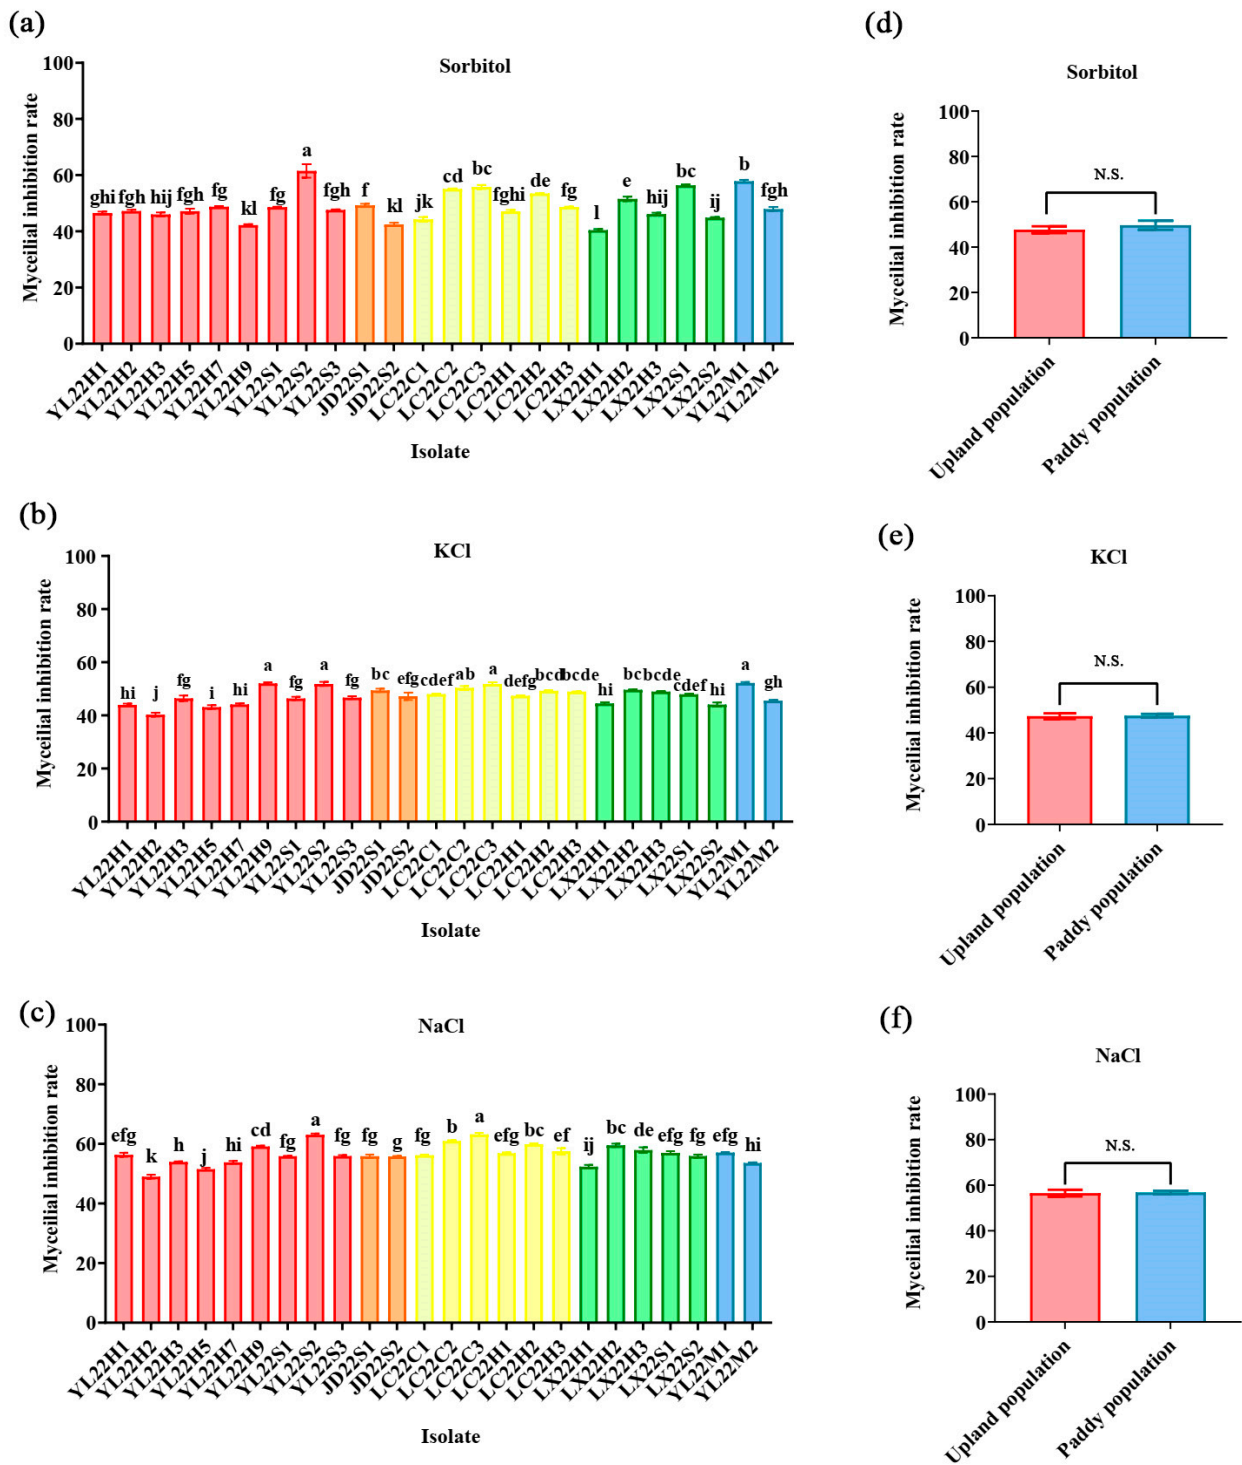 (a)
Sorbitol
Myceilial inhibition rate
100
80
60
40
20
0
ghi fgh hij fgh fg kl fg a fgh f kl jk cd bc fghi de fg l e hij bc ij b fgh
YL22H1 YL22H2 YL22H3 YL22H5 YL22H7 YL22H9 YL22S1 YL22S2 YL22S3 JD22S1 JD22S2 LC22C1 LC22C2 LC22C3 LC22H1 LC22H2 LC22H3 LX22H1 LX22H2 LX22H3 LX22S1 LX22S2 YL22M1 YL22M2
Isolate
(d)
Sorbitol
Myceilial inhibition rate
100
80
60
40
20
0
N.S.
Upland population
Paddy population
(b)
KCl
Myceilial inhibition rate
100
80
60
40
20
0
hi j fg i hi a fg a fg bc efg cdef ab a defg bcd bcde hi bc bcde cdef hi a gh
YL22H1 YL22H2 YL22H3 YL22H5 YL22H7 YL22H9 YL22S1 YL22S2 YL22S3 JD22S1 JD22S2 LC22C1 LC22C2 LC22C3 LC22H1 LC22H2 LC22H3 LX22H1 LX22H2 LX22H3 LX22S1 LX22S2 YL22M1 YL22M2
Isolate
(e)
KCl
Myceilial inhibition rate
100
80
60
40
20
0
N.S.
Upland population
Paddy population
(c)
NaCl
Myceilial inhibition rate
100
80
60
40
20
0
efg k h j hi cd fg a fg fg g fg b a efg bc ef ij bc de efg fg efg hi
YL22H1 YL22H2 YL22H3 YL22H5 YL22H7 YL22H9 YL22S1 YL22S2 YL22S3 JD22S1 JD22S2 LC22C1 LC22C2 LC22C3 LC22H1 LC22H2 LC22H3 LX22H1 LX22H2 LX22H3 LX22S1 LX22S2 YL22M1 YL22M2
Isolate
(f)
NaCl
Myceilial inhibition rate
100
80
60
40
20
0
N.S.
Upland population
Paddy population